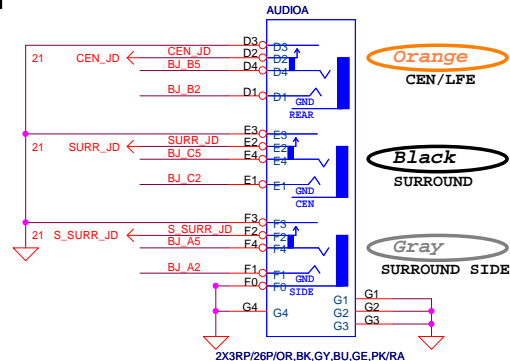 AUDIOA
D3 D3
21 CEN_JD CEN_JD D2 D2
BJ_B5 D4 D4
BJ_B2 D1 D1
GND
REAR
Orange
CEN/LFE
E3 E3
21 SURR_JD SURR_JD E2 E2
BJ_C5 E4 E4
BJ_C2 E1 E1
GND
CEN
Black
SURROUND
F3 F3
21 S_SURR_JD S_SURR_JD F2 F2
BJ_A5 F4 F4
BJ_A2 F1 F1
GND
F0 F0
SIDE
Gray
SURROUND SIDE
G4 G4
G1 G1
G2 G2
G3 G3
2X3RP/26P/OR,BK,GY,BU,GE,PK/RA